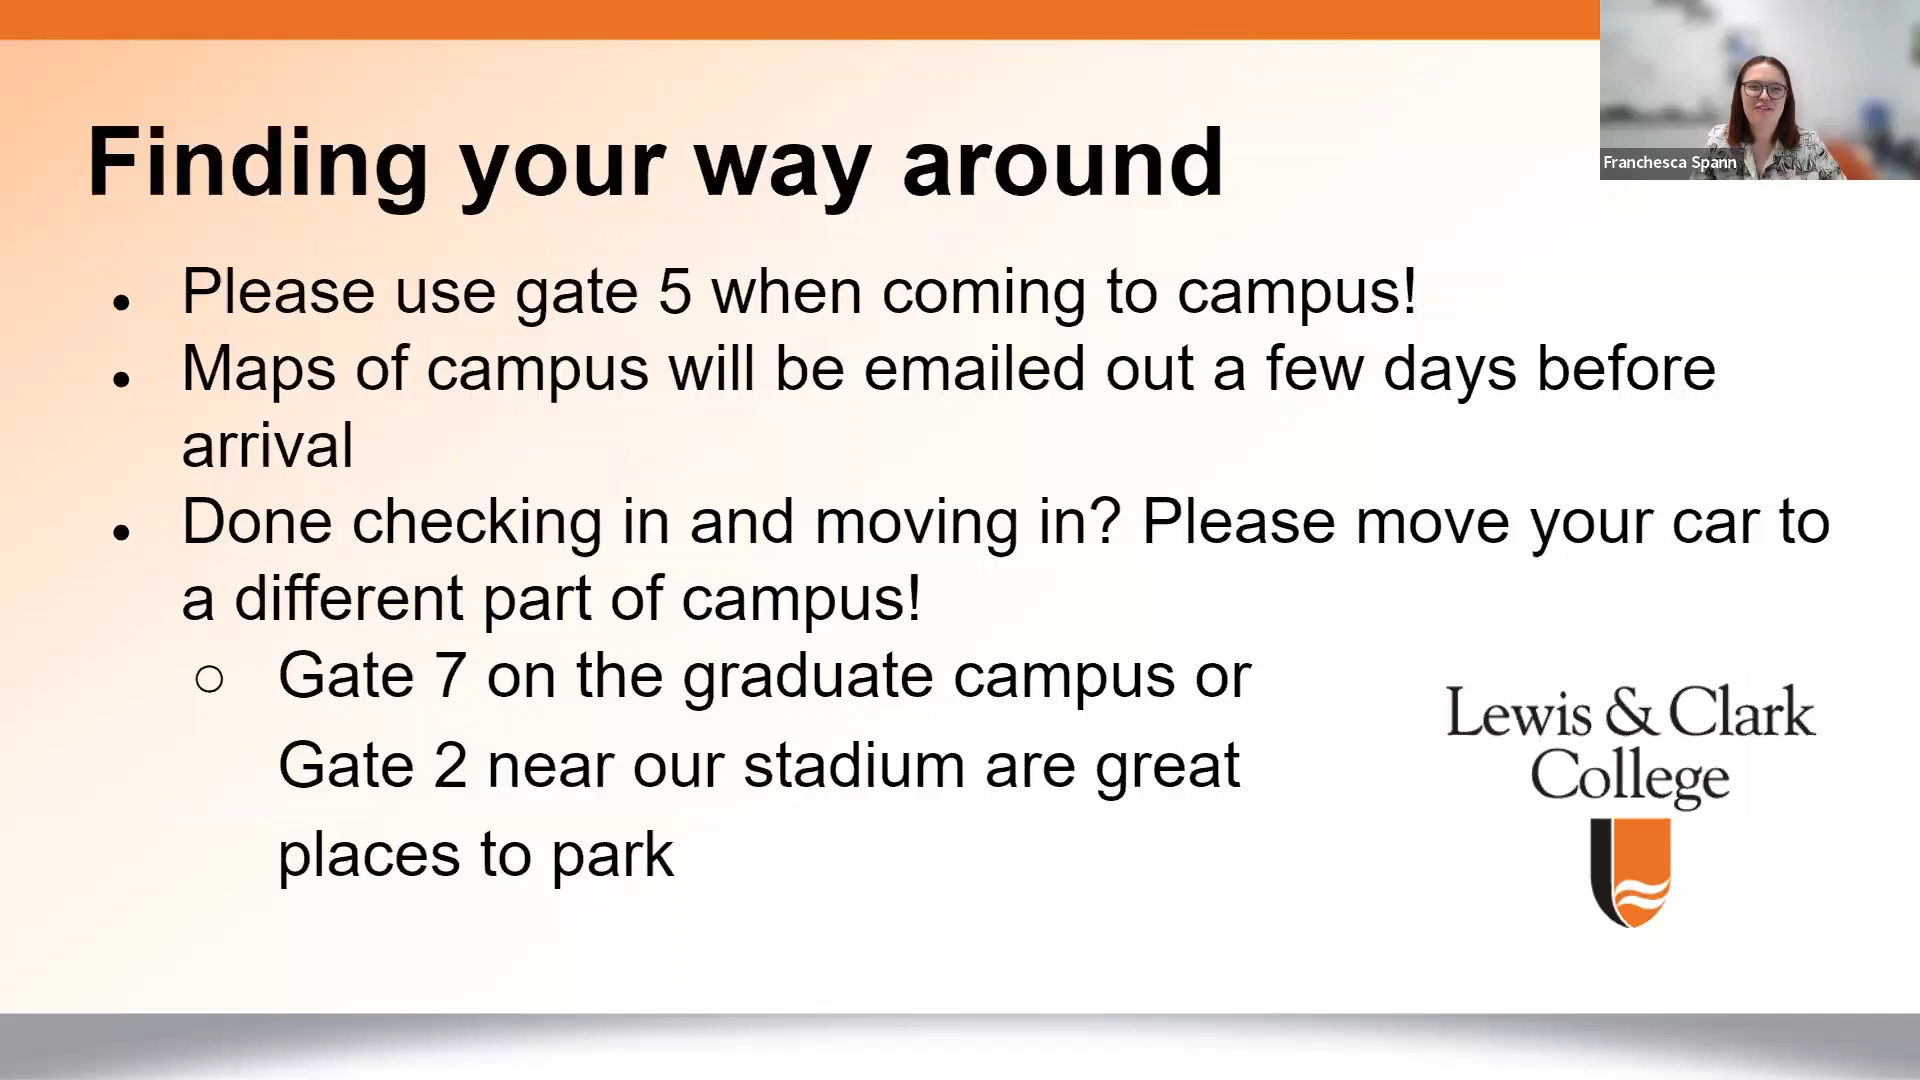 Finding your way around
Franchesca Spann
● Please use gate 5 when coming to campus!
● Maps of campus will be emailed out a few days before
arrival
● Done checking in and moving in? Please move your car to
a different part of campus!
○ Gate 7 on the graduate campus or
Gate 2 near our stadium are great
places to park
Lewis & Clark
College